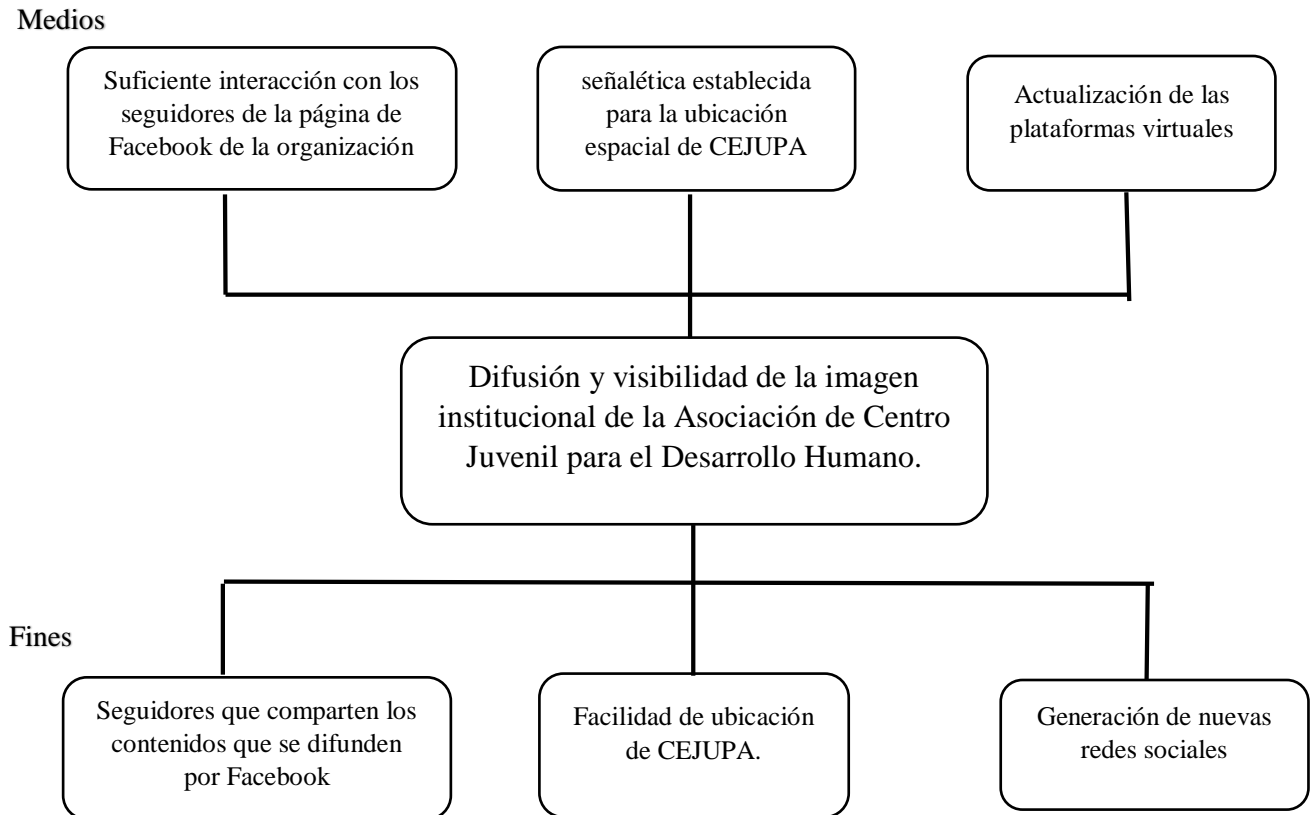 Medios
Suficiente interacción con los
seguidores de la página de
Facebook de la organización
señalética establecida
para la ubicación
espacial de CEJUPA
Actualización de las
plataformas virtuales
Difusión y visibilidad de la imagen
institucional de la Asociación de Centro
Juvenil para el Desarrollo Humano.
Fines
Seguidores que comparten los
contenidos que se difunden
por Facebook
Facilidad de ubicación
de CEJUPA.
Generación de nuevas
redes sociales